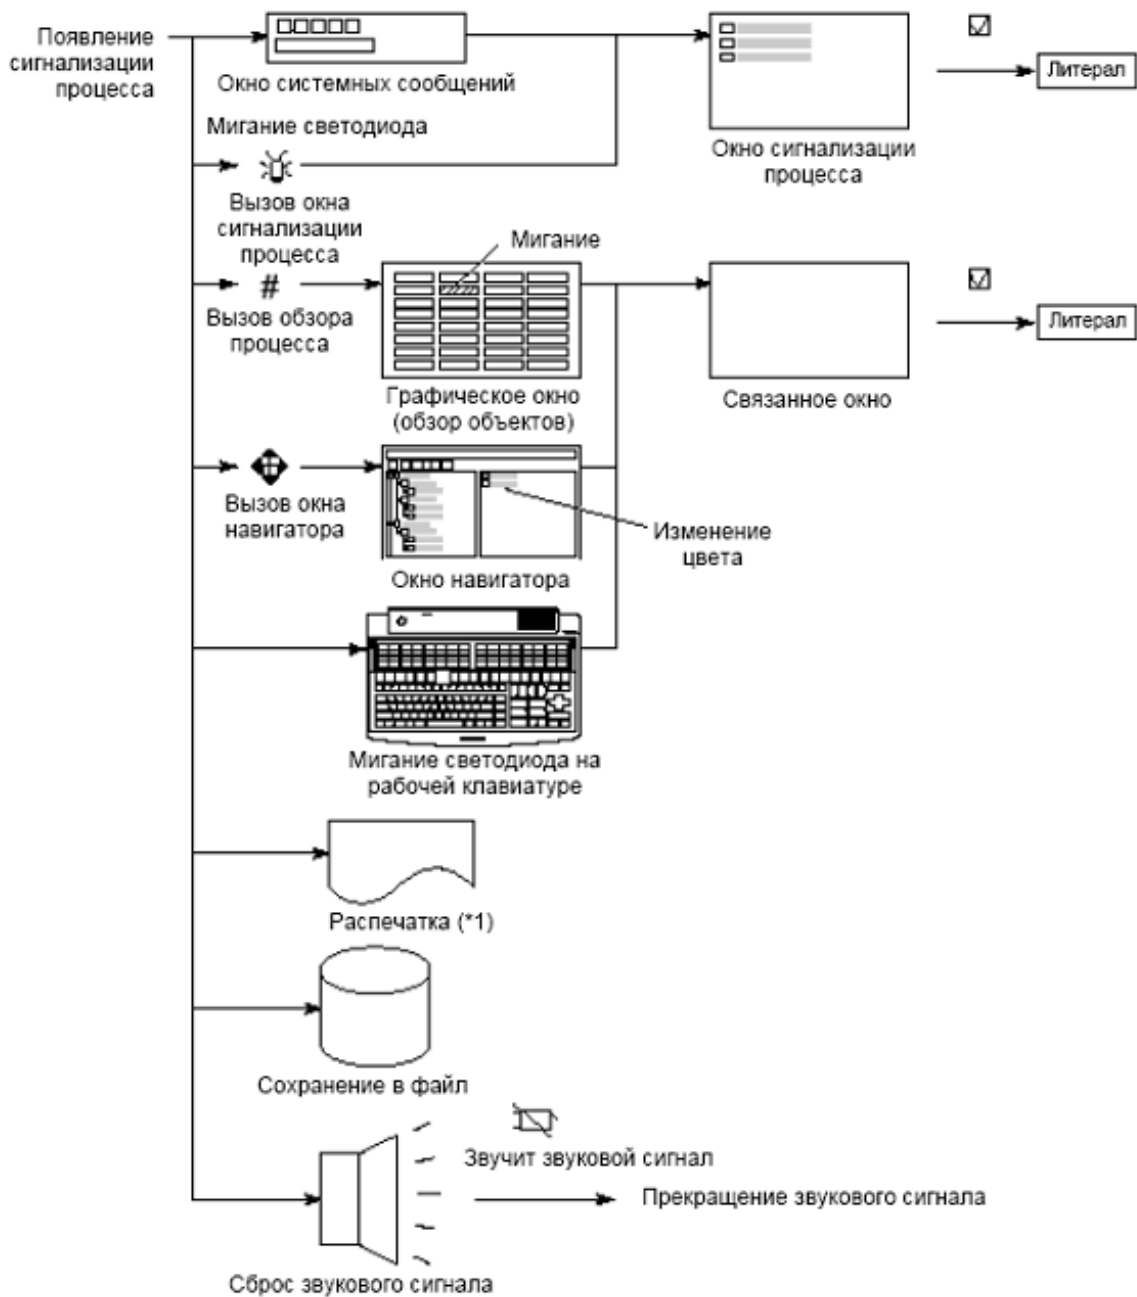 Появление
сигнализации
процесса
Окно системных сообщений
Мигание светодиода
Вызов окна
сигнализации
процесса
Окно сигнализации
процесса
Литерал
Мигание
#
Вызов обзора
процесса
Графическое окно
(обзор объектов)
Связанное окно
Литерал
Вызов окна
навигатора
Окно навигатора
Изменение
цвета
Мигание светодиода на
рабочей клавиатуре
Распечатка (*1)
Сохранение в файл
Звучит звуковой сигнал
Прекращение звукового сигнала
Сброс звукового сигнала